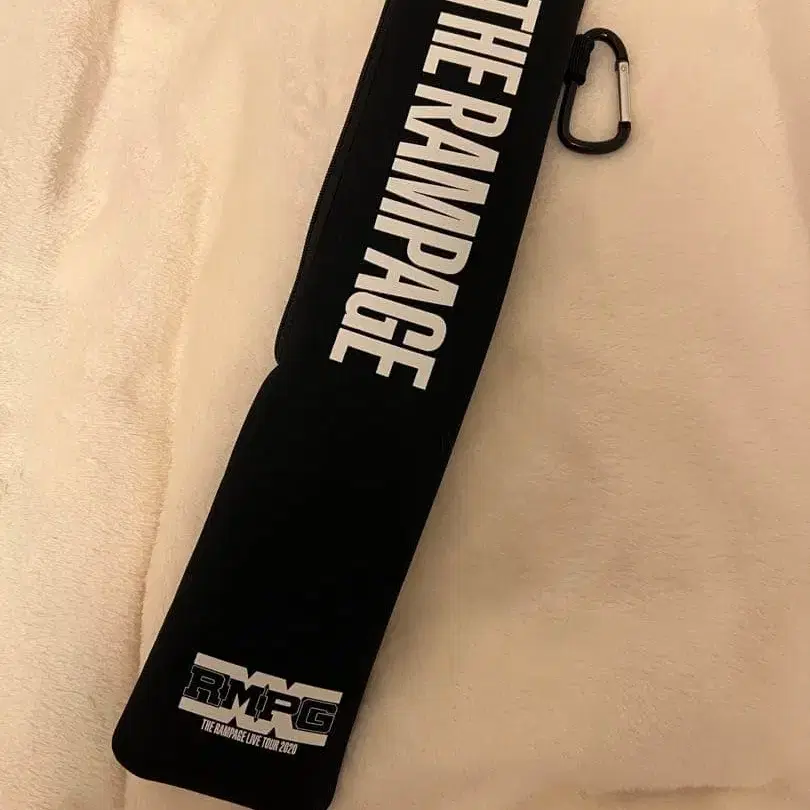 THE RAMPAGE
RMPG
THE RAMPAGE LIVE TOUR 2020